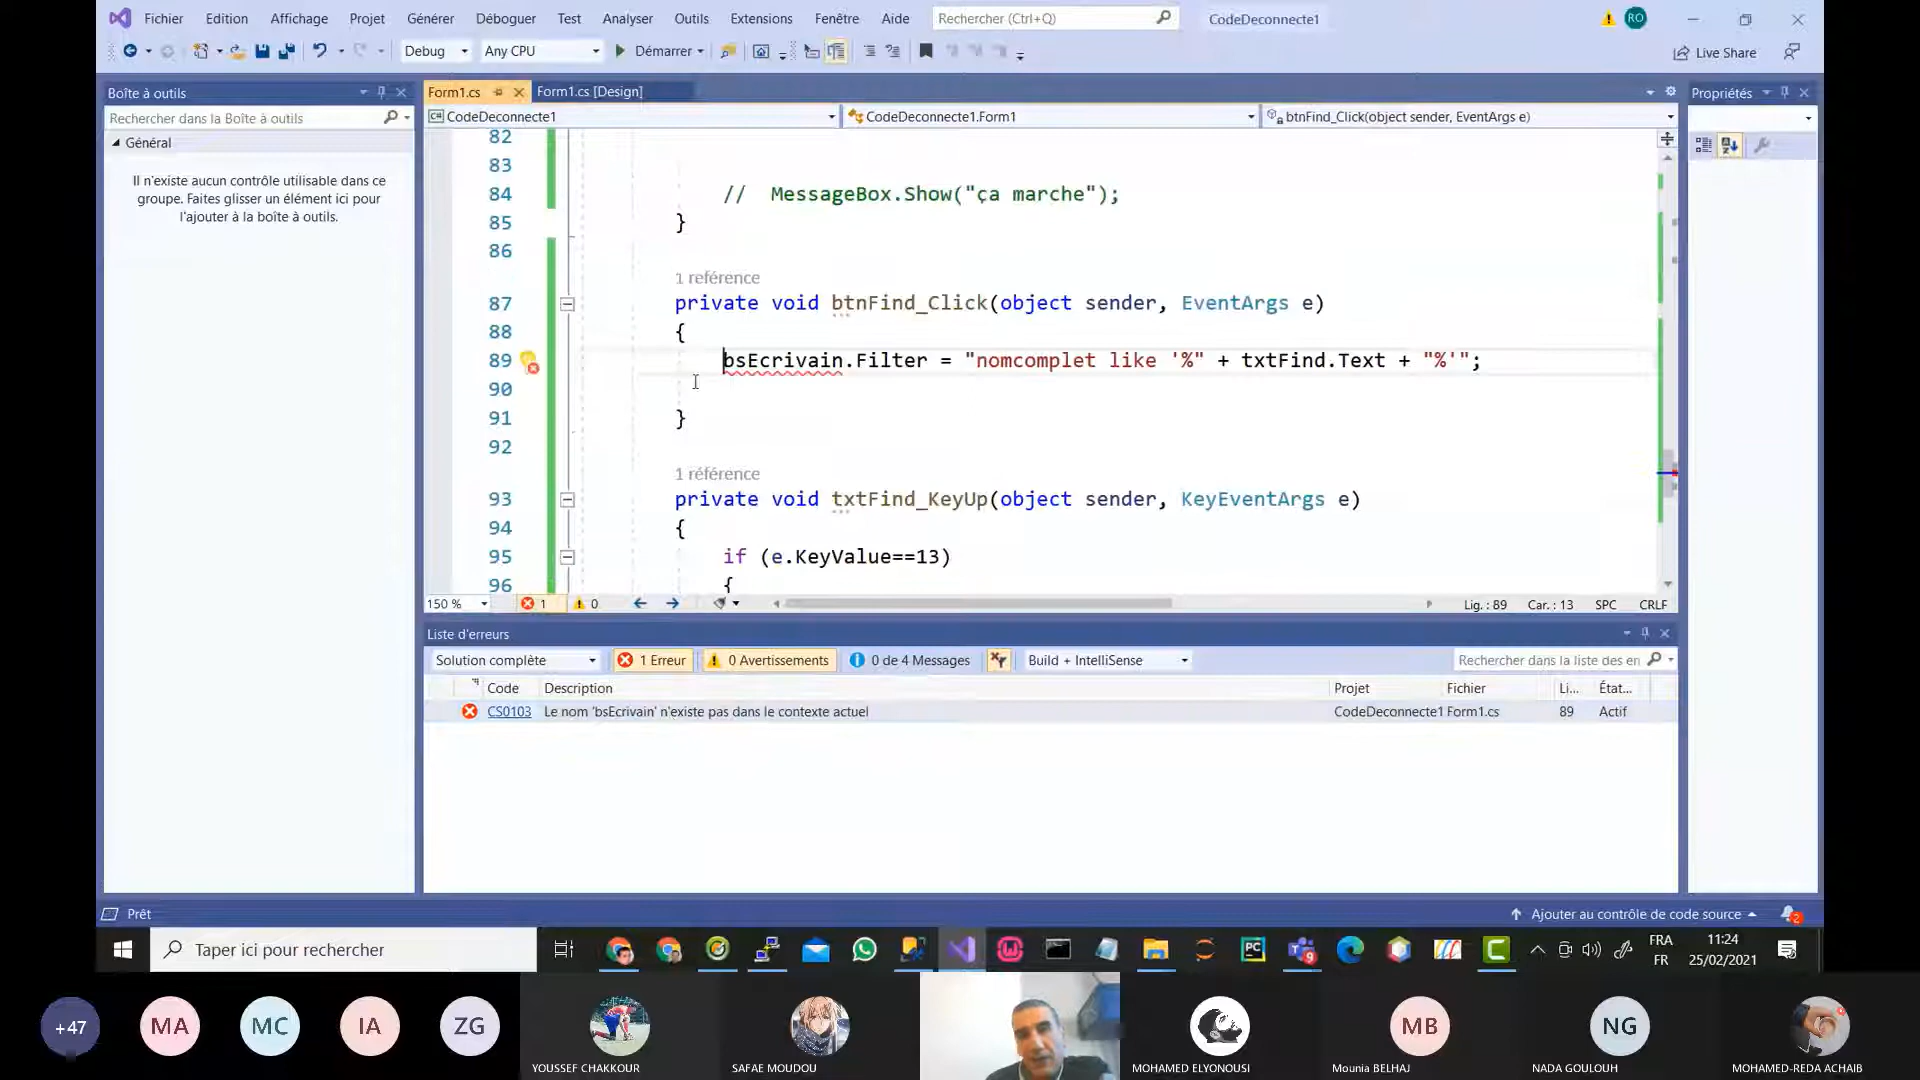 Fichier Edition Affichage Projet Générer Déboguer Test Analyser Outils Extensions Fenêtre Aide Rechercher (Ctrl+Q) CodeDeconnecte1 RO
Debug Any CPU Démarrer Live Share
Boîte à outils
Rechercher dans la Boîte à outils
Général
Il n'existe aucun contrôle utilisable dans ce
groupe. Faites glisser un élément ici pour
l'ajouter à la boîte à outils.
Form1.cs Form1.cs [Design]
CodeDeconnecte1 CodeDeconnecte1.Form1 btnFind_Click(object sender, EventArgs e)
Propriétés
82
83
84 // MessageBox.Show("ça marche");
85 }
86
1 référence
87 private void btnFind_Click(object sender, EventArgs e)
88 {
89 bsEcrivain.Filter = "nomcomplet like '%" + txtFind.Text + "%'";
90
91 }
92
1 référence
93 private void txtFind_KeyUp(object sender, KeyEventArgs e)
94 {
95 if (e.KeyValue==13)
96 {
150 % 1 0 Lig. : 89 Car. : 13 SPC CRLF
Liste d'erreurs
Solution complète 1 Erreur 0 Avertissements 0 de 4 Messages Build + IntelliSense Rechercher dans la liste des en
Code Description Projet Fichier Li... État...
CS0103 Le nom 'bsEcrivain' n'existe pas dans le contexte actuel CodeDeconnecte1 Form1.cs 89 Actif
Prêt Ajouter au contrôle de code source 2
Taper ici pour rechercher PC 9 FRA 11:24
FR 25/02/2021
+47 MA MC IA ZG MB NG
YOUSSEF CHAKKOUR SAFAE MOUDOU MOHAMED ELYONOUSI Mounia BELHAJ NADA GOULOUH MOHAMED-REDA ACHAIB